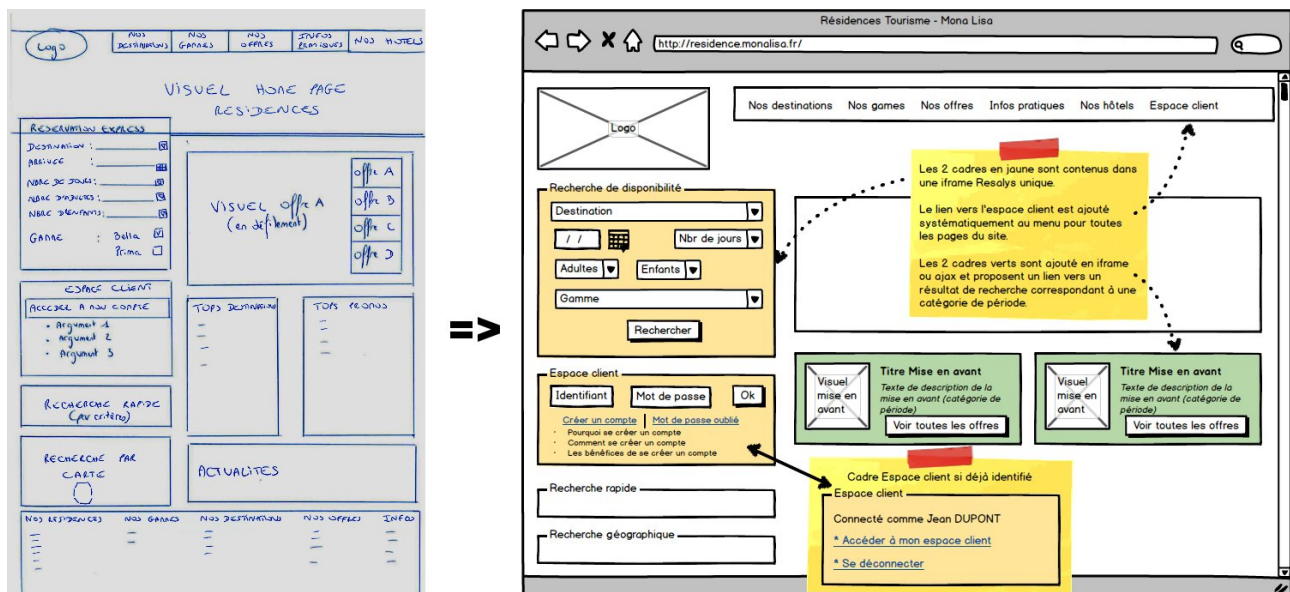 Logo
NOS DESTINATIONS
NOS GAMMES
NOS OFFRES
INFOS PRATIQUES
NOS HOTELS
VISUEL HOME PAGE
RESIDENCES
RESERVATION EXPRESS
DESTINATION :
ARRIVEE :
NBRE DE JOURS :
NBRE D'ADULTES :
NBRE D'ENFANTS :
GAMME : Bella
Prima
VISUEL offre A
(en défilement)
offre A
offre B
offre C
offre D
ESPACE CLIENT
ACCEDER A MON COMPTE
• Argument 1
• Argument 2
• Argument 3
TOPS DESTINATIONS
TOPS PROMOS
RECHERCHE RAPIDE
(par critères)
RECHERCHE PAR
CARTE
ACTUALITES
NOS RESIDENCES
NOS GAMMES
NOS DESTINATIONS
NOS OFFRES
INFOS
=>
Résidences Tourisme - Mona Lisa
http://residence.monalisa.fr/
Logo
Nos destinations Nos games Nos offres Infos pratiques Nos hôtels Espace client
Les 2 cadres en jaune sont contenus dans
une iframe Resalys unique.
Le lien vers l'espace client est ajouté
systématiquement au menu pour toutes
les pages du site.
Les 2 cadres verts sont ajouté en iframe
ou ajax et proposent un lien vers un
résultat de recherche correspondant à une
catégorie de période.
Recherche de disponibilité
Destination
/ / Nbr de jours
Adultes Enfants
Gamme
Rechercher
Espace client
Identifiant Mot de passe Ok
Créer un compte | Mot de passe oublié
· Pourquoi se créer un compte
· Comment se créer un compte
· Les bénéfices de se créer un compte
Recherche rapide
Recherche géographique
Visuel
mise en
avant
Titre Mise en avant
Texte de description de la
mise en avant (catégorie de
période)
Voir toutes les offres
Visuel
mise en
avant
Titre Mise en avant
Texte de description de la
mise en avant (catégorie de
période)
Voir toutes les offres
Cadre Espace client si déjà identifié
Espace client
Connecté comme Jean DUPONT
* Accéder à mon espace client
* Se déconnecter